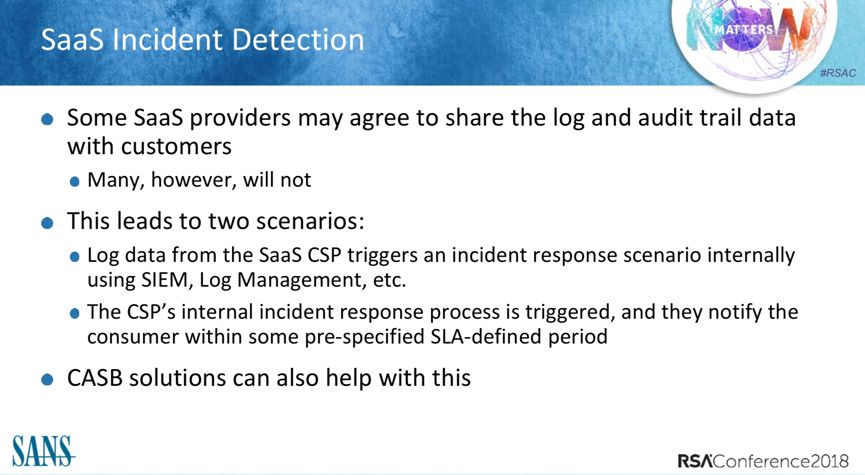 SaaS Incident Detection
NOW
MATTERS
#RSAC
Some SaaS providers may agree to share the log and audit trail data
with customers
Many, however, will not
This leads to two scenarios:
Log data from the SaaS CSP triggers an incident response scenario internally
using SIEM, Log Management, etc.
The CSP’s internal incident response process is triggered, and they notify the
consumer within some pre-specified SLA-defined period
CASB solutions can also help with this
SANS
RSAConference2018